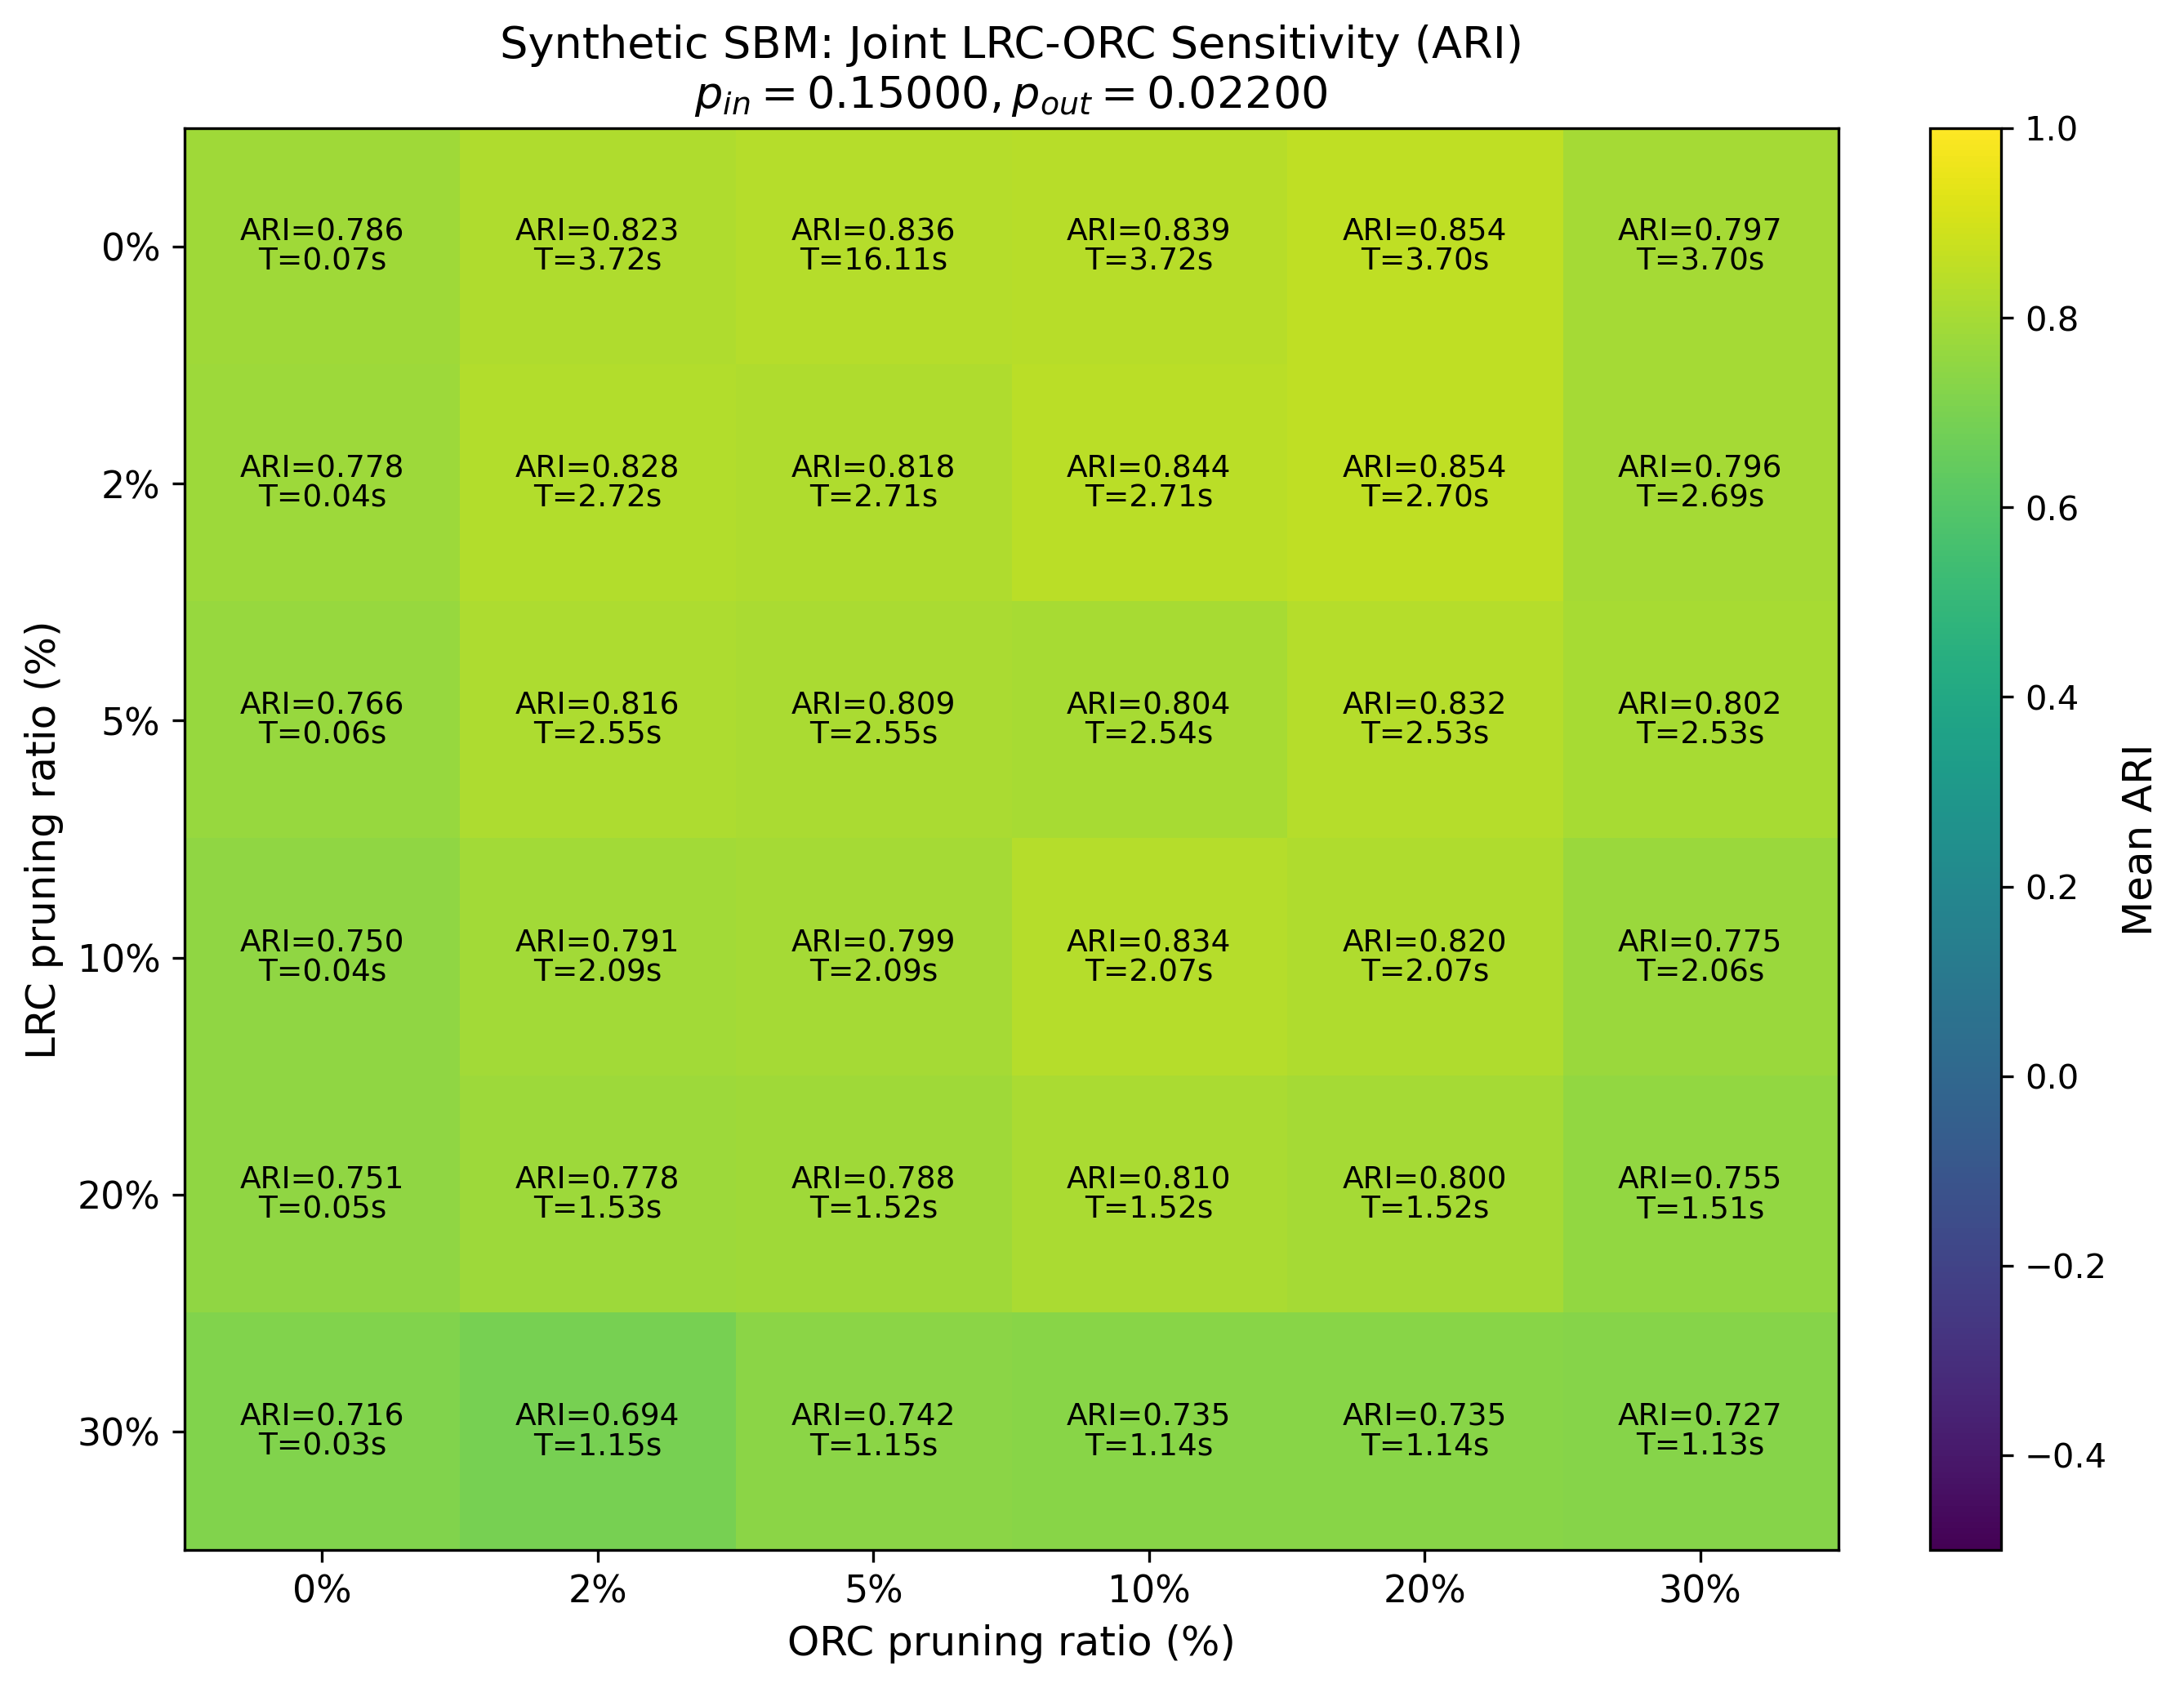 Synthetic SBM: Joint LRC-ORC Sensitivity (ARI)
p_in = 0.15000, p_out = 0.02200
LRC pruning ratio (%)
0%
ARI=0.786
T=0.07s
ARI=0.823
T=3.72s
ARI=0.836
T=16.11s
ARI=0.839
T=3.72s
ARI=0.854
T=3.70s
ARI=0.797
T=3.70s
2%
ARI=0.778
T=0.04s
ARI=0.828
T=2.72s
ARI=0.818
T=2.71s
ARI=0.844
T=2.71s
ARI=0.854
T=2.70s
ARI=0.796
T=2.69s
5%
ARI=0.766
T=0.06s
ARI=0.816
T=2.55s
ARI=0.809
T=2.55s
ARI=0.804
T=2.54s
ARI=0.832
T=2.53s
ARI=0.802
T=2.53s
10%
ARI=0.750
T=0.04s
ARI=0.791
T=2.09s
ARI=0.799
T=2.09s
ARI=0.834
T=2.07s
ARI=0.820
T=2.07s
ARI=0.775
T=2.06s
20%
ARI=0.751
T=0.05s
ARI=0.778
T=1.53s
ARI=0.788
T=1.52s
ARI=0.810
T=1.52s
ARI=0.800
T=1.52s
ARI=0.755
T=1.51s
30%
ARI=0.716
T=0.03s
ARI=0.694
T=1.15s
ARI=0.742
T=1.15s
ARI=0.735
T=1.14s
ARI=0.735
T=1.14s
ARI=0.727
T=1.13s
0%
2%
5%
10%
20%
30%
ORC pruning ratio (%)
1.0
0.8
0.6
0.4
0.2
0.0
−0.2
−0.4
Mean ARI